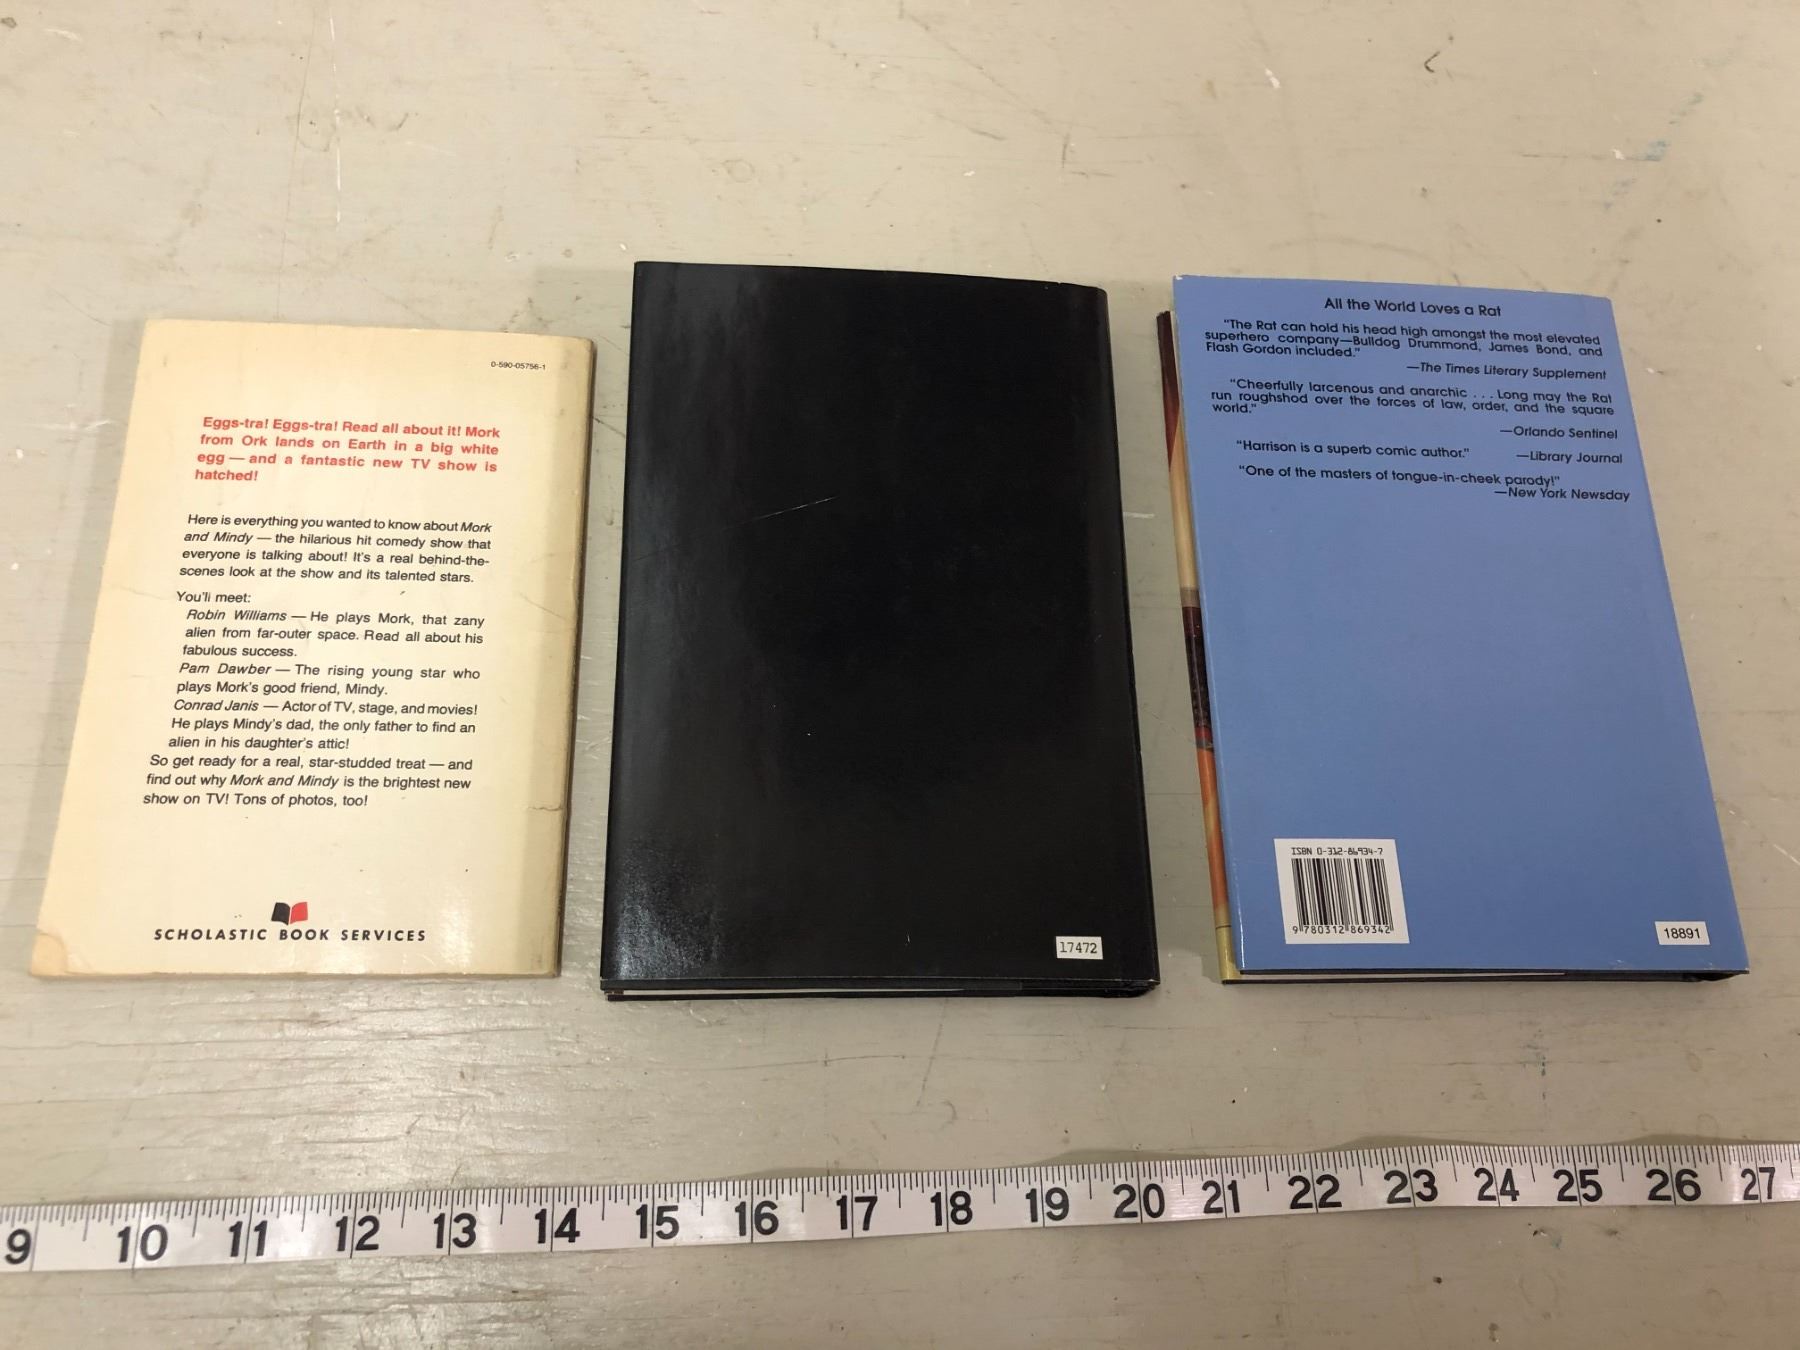 0-590-05756-1
Eggs-tra! Eggs-tra! Read all about it! Mork
from Ork lands on Earth in a big white
egg — and a fantastic new TV show is
hatched!
Here is everything you wanted to know about Mork
and Mindy — the hilarious hit comedy show that
everyone is talking about! It's a real behind-the-
scenes look at the show and its talented stars.
You'll meet:
Robin Williams — He plays Mork, that zany
alien from far-outer space. Read all about his
fabulous success.
Pam Dawber — The rising young star who
plays Mork's good friend, Mindy.
Conrad Janis — Actor of TV, stage, and movies!
He plays Mindy's dad, the only father to find an
alien in his daughter's attic!
So get ready for a real, star-studded treat — and
find out why Mork and Mindy is the brightest new
show on TV! Tons of photos, too!
SCHOLASTIC BOOK SERVICES
17472
All the World Loves a Rat
"The Rat can hold his head high amongst the most elevated
superhero company—Bulldog Drummond, James Bond, and
Flash Gordon included."
—The Times Literary Supplement
"Cheerfully larcenous and anarchic . . . Long may the Rat
run roughshod over the forces of law, order, and the square
world."
—Orlando Sentinel
"Harrison is a superb comic author."
—Library Journal
"One of the masters of tongue-in-cheek parody!"
—New York Newsday
ISBN 0-312-86934-7
9 780312 869342
18891
9 10 11 12 13 14 15 16 17 18 19 20 21 22 23 24 25 26 27